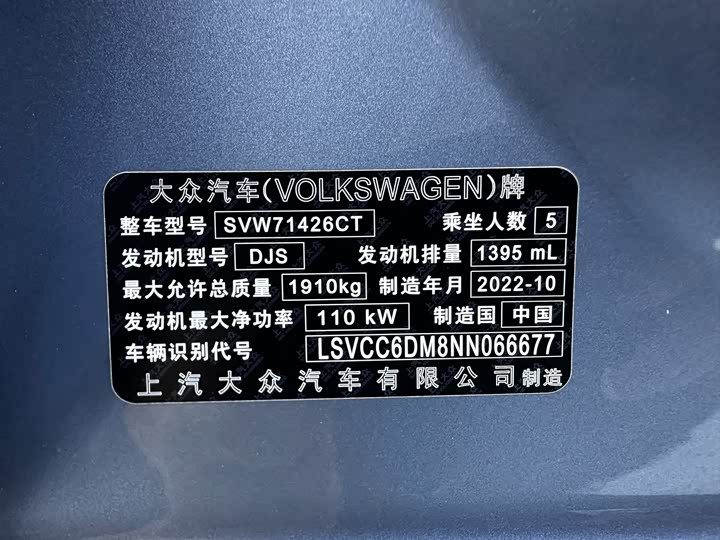 大众汽车(VOLKSWAGEN)牌
整车型号 SVW71426CT 乘坐人数 5
发动机型号 DJS 发动机排量 1395 mL
最大允许总质量 1910kg 制造年月 2022-10
发动机最大净功率 110 kW 制造国 中国
车辆识别代号 LSVCC6DM8NN066677
上汽大众汽车有限公司制造